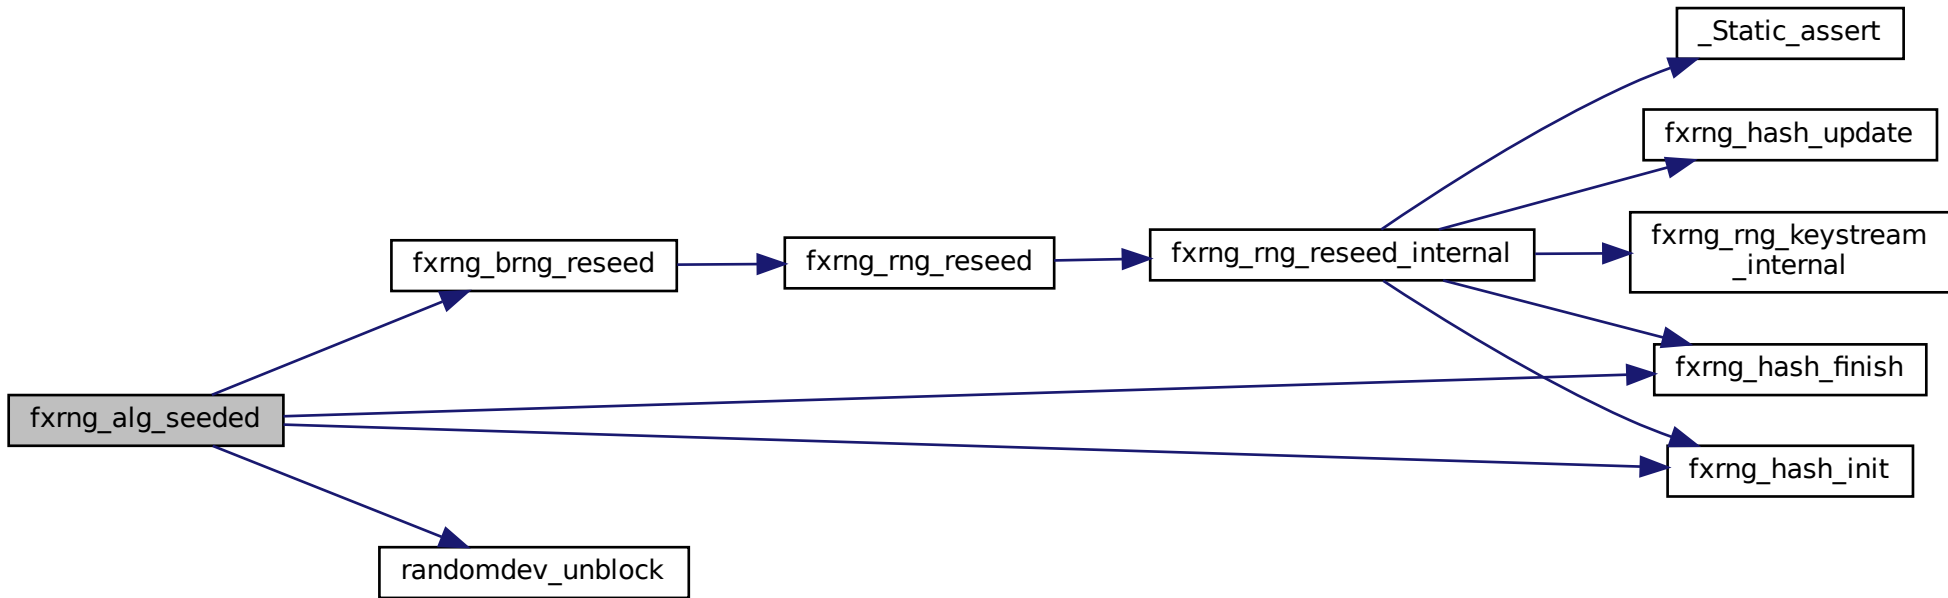 _Static_assert
fxrng_hash_update
fxrng_rng_keystream
_internal
fxrng_brng_reseed
fxrng_rng_reseed
fxrng_rng_reseed_internal
fxrng_hash_finish
fxrng_alg_seeded
fxrng_hash_init
randomdev_unblock